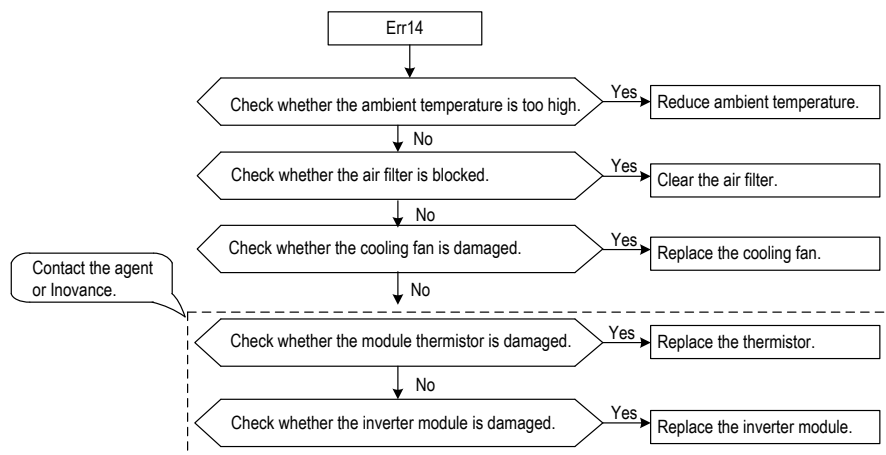 Err14
Check whether the ambient temperature is too high.
Yes
Reduce ambient temperature.
No
Check whether the air filter is blocked.
Yes
Clear the air filter.
No
Check whether the cooling fan is damaged.
Yes
Replace the cooling fan.
Contact the agent
or Inovance.
No
Check whether the module thermistor is damaged.
Yes
Replace the thermistor.
No
Check whether the inverter module is damaged.
Yes
Replace the inverter module.